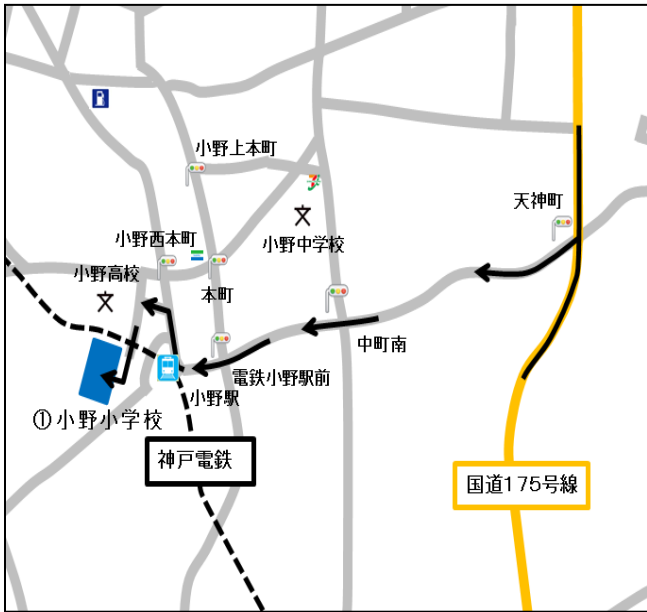 小野上本町
天神町
小野西本町
小野中学校
小野高校
本町
中町南
電鉄小野駅前
小野駅
①小野小学校
神戸電鉄
国道175号線